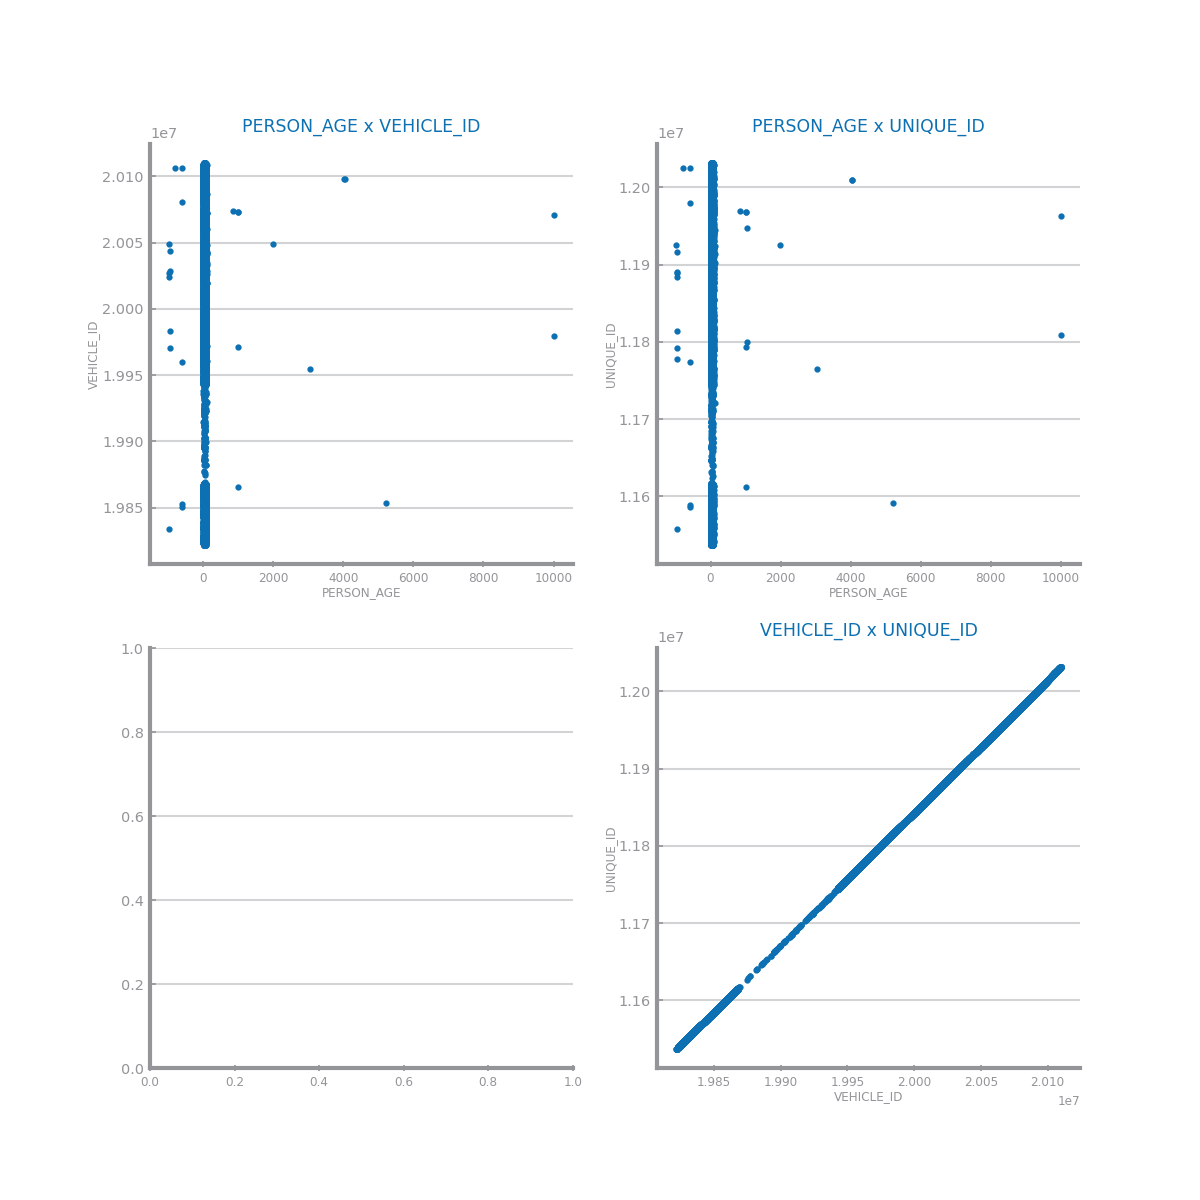 PERSON_AGE x VEHICLE_ID
1e7
2.010
2.005
2.000
1.995
1.990
1.985
VEHICLE_ID
0 2000 4000 6000 8000 10000
PERSON_AGE
PERSON_AGE x UNIQUE_ID
1e7
1.20
1.19
1.18
1.17
1.16
UNIQUE_ID
0 2000 4000 6000 8000 10000
PERSON_AGE
1.0
0.8
0.6
0.4
0.2
0.0
0.0 0.2 0.4 0.6 0.8 1.0
VEHICLE_ID x UNIQUE_ID
1e7
1.20
1.19
1.18
1.17
1.16
UNIQUE_ID
1.985 1.990 1.995 2.000 2.005 2.010
VEHICLE_ID
1e7